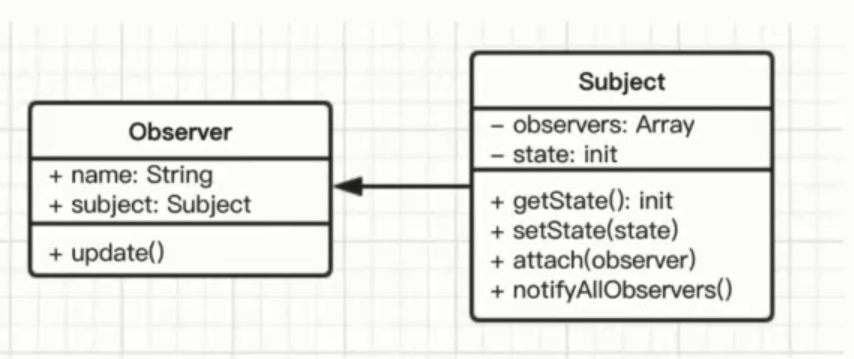 Observer
+ name: String
+ subject: Subject
+ update()
Subject
- observers: Array
- state: init
+ getState(): init
+ setState(state)
+ attach(observer)
+ notifyAllObservers()